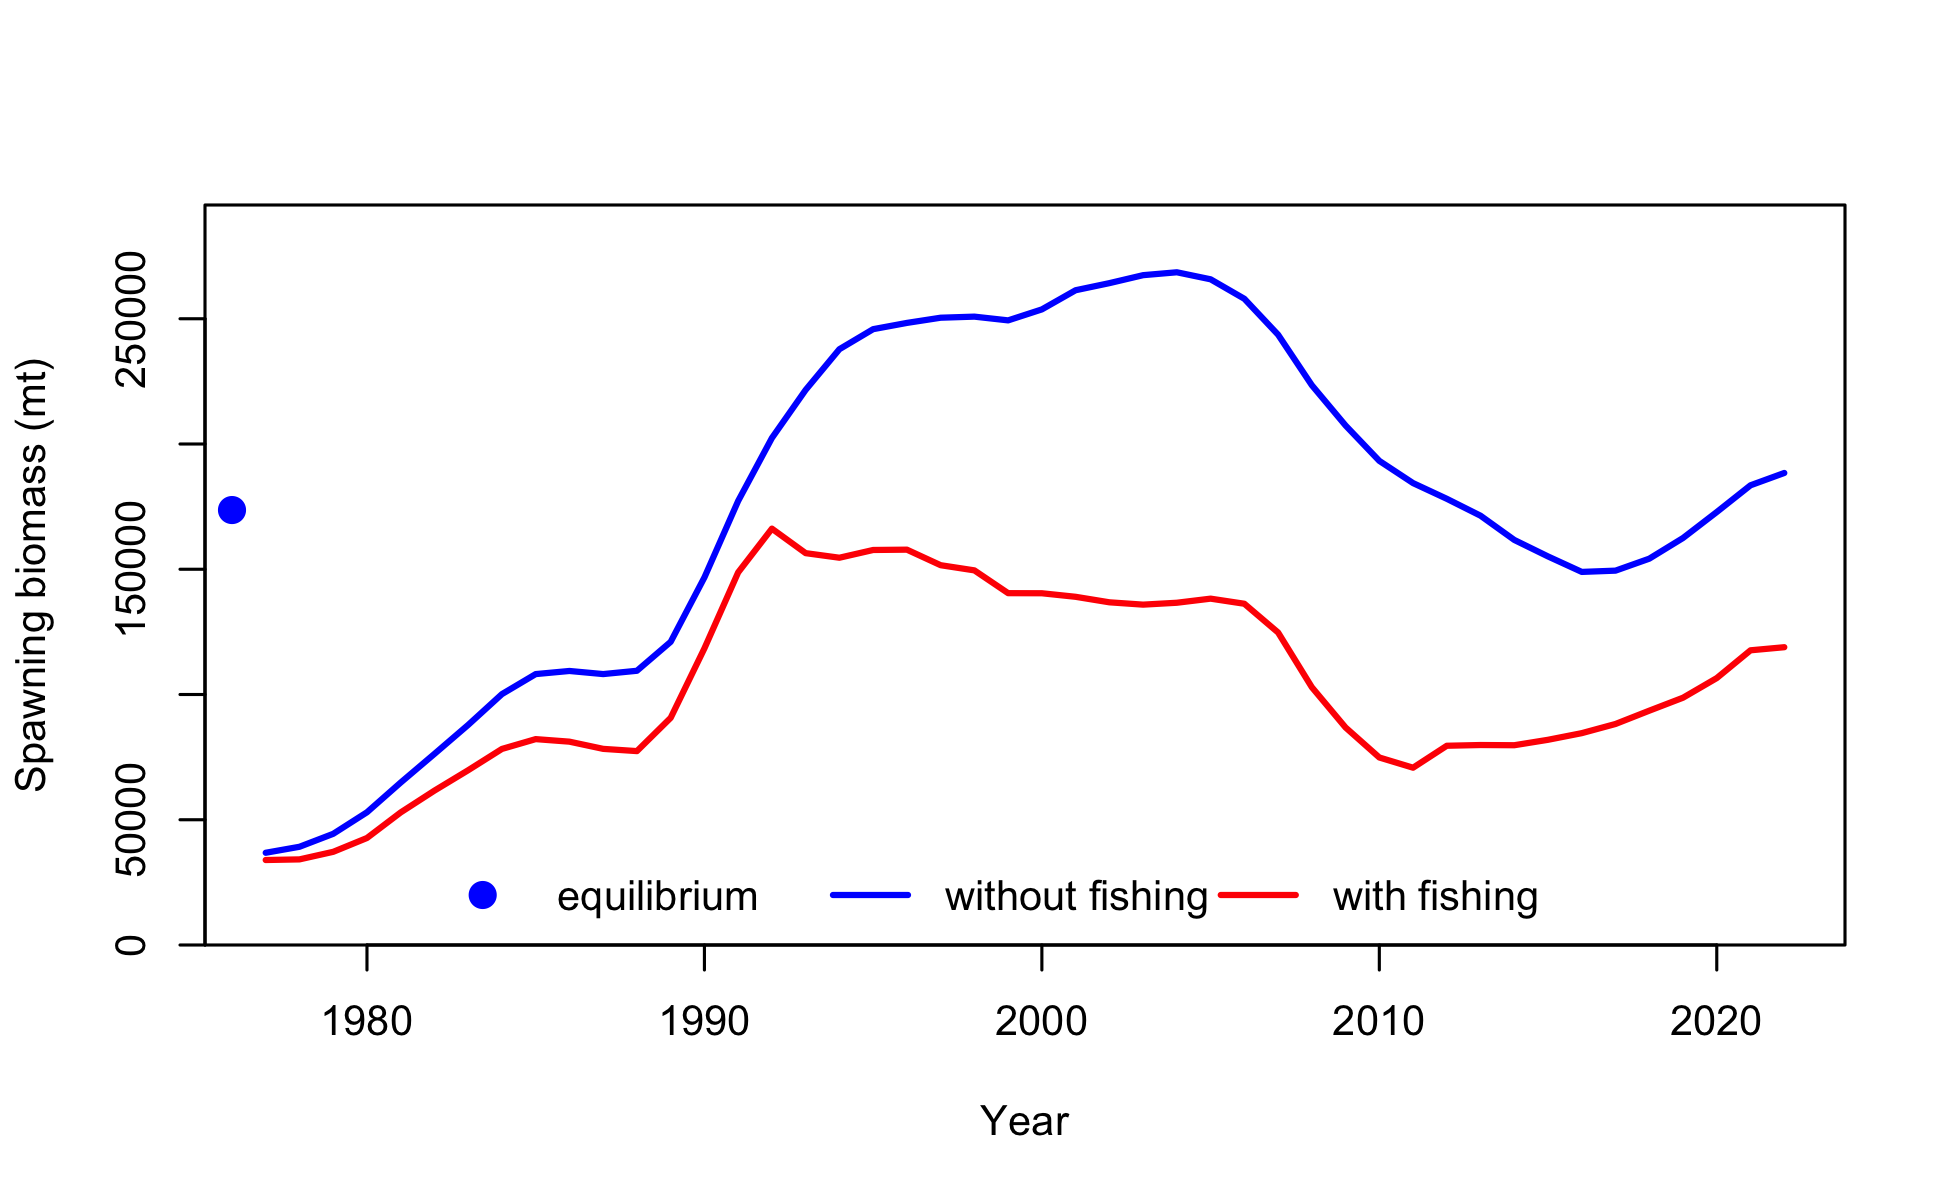 Spawning biomass (mt)
250000
150000
50000
0
equilibrium without fishing with fishing
1980 1990 2000 2010 2020
Year